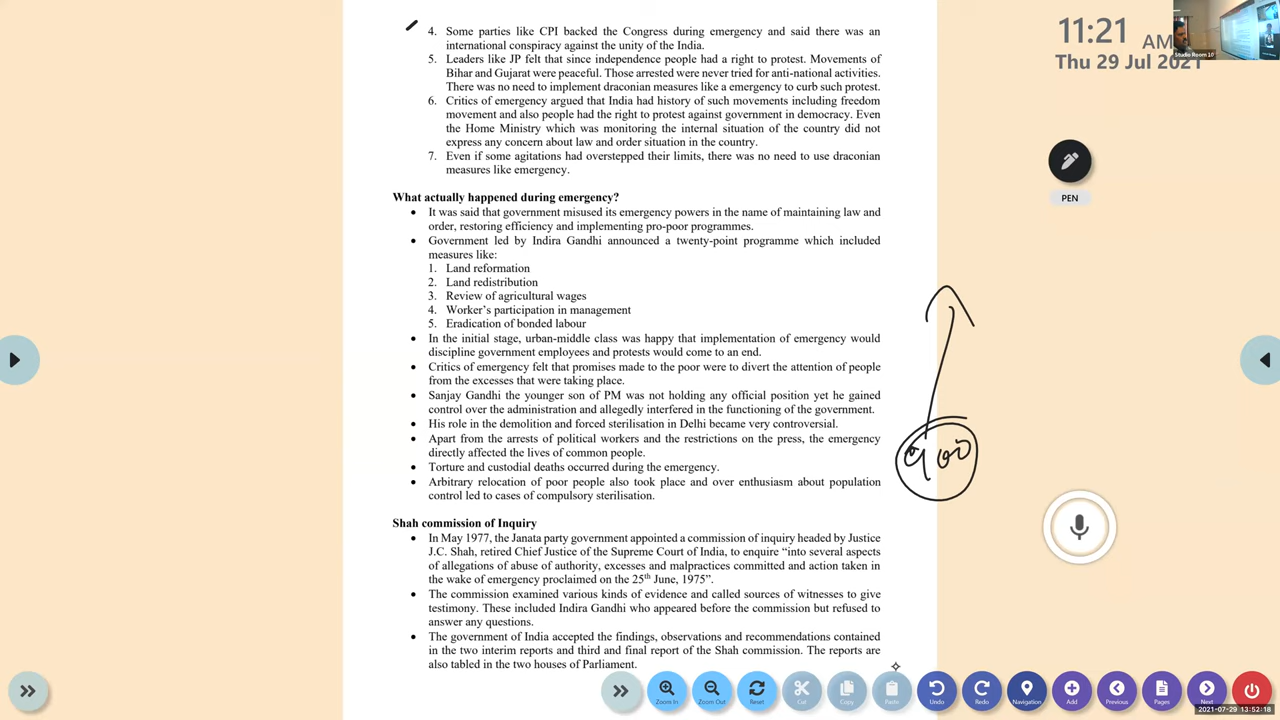 4. Some parties like CPI backed the Congress during emergency and said there was an
international conspiracy against the unity of the India.
5. Leaders like JP felt that since independence people had a right to protest. Movements of
Bihar and Gujarat were peaceful. Those arrested were never tried for anti-national activities.
There was no need to implement draconian measures like a emergency to curb such protest.
6. Critics of emergency argued that India had history of such movements including freedom
movement and also people had the right to protest against government in democracy. Even
the Home Ministry which was monitoring the internal situation of the country did not
express any concern about law and order situation in the country.
7. Even if some agitations had overstepped their limits, there was no need to use draconian
measures like emergency.
What actually happened during emergency?
• It was said that government misused its emergency powers in the name of maintaining law and
order, restoring efficiency and implementing pro-poor programmes.
• Government led by Indira Gandhi announced a twenty-point programme which included
measures like:
1. Land reformation
2. Land redistribution
3. Review of agricultural wages
4. Worker's participation in management
5. Eradication of bonded labour
• In the initial stage, urban-middle class was happy that implementation of emergency would
discipline government employees and protests would come to an end.
• Critics of emergency felt that promises made to the poor were to divert the attention of people
from the excesses that were taking place.
• Sanjay Gandhi the younger son of PM was not holding any official position yet he gained
control over the administration and allegedly interfered in the functioning of the government.
• His role in the demolition and forced sterilisation in Delhi became very controversial.
• Apart from the arrests of political workers and the restrictions on the press, the emergency
directly affected the lives of common people.
• Torture and custodial deaths occurred during the emergency.
• Arbitrary relocation of poor people also took place and over enthusiasm about population
control led to cases of compulsory sterilisation.
Shah commission of Inquiry
• In May 1977, the Janata party government appointed a commission of inquiry headed by Justice
J.C. Shah, retired Chief Justice of the Supreme Court of India, to enquire “into several aspects
of allegations of abuse of authority, excesses and malpractices committed and action taken in
the wake of emergency proclaimed on the 25th June, 1975”.
• The commission examined various kinds of evidence and called sources of witnesses to give
testimony. These included Indira Gandhi who appeared before the commission but refused to
answer any questions.
• The government of India accepted the findings, observations and recommendations contained
in the two interim reports and third and final report of the Shah commission. The reports are
also tabled in the two houses of Parliament.
11:21 AM
Thu 29 Jul 2021
Studio Room 10
PEN
Zoom In Zoom Out Reset Cut Copy Paste Undo Redo Navigation Add Previous Pages Next
2021-07-29 13:52:18